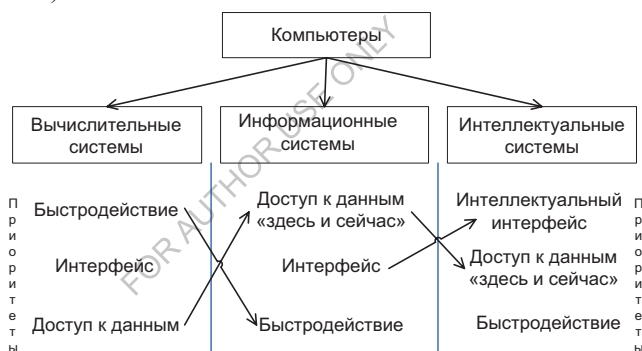 Компьютеры
Вычислительные
системы
Информационные
системы
Интеллектуальные
системы
Приоритеты
Быстродействие
Интерфейс
Доступ к данным
Доступ к данным
«здесь и сейчас»
Интерфейс
Быстродействие
Интеллектуальный
интерфейс
Доступ к данным
«здесь и сейчас»
Быстродействие
Приоритеты
FOR AUTHOR USE ONLY